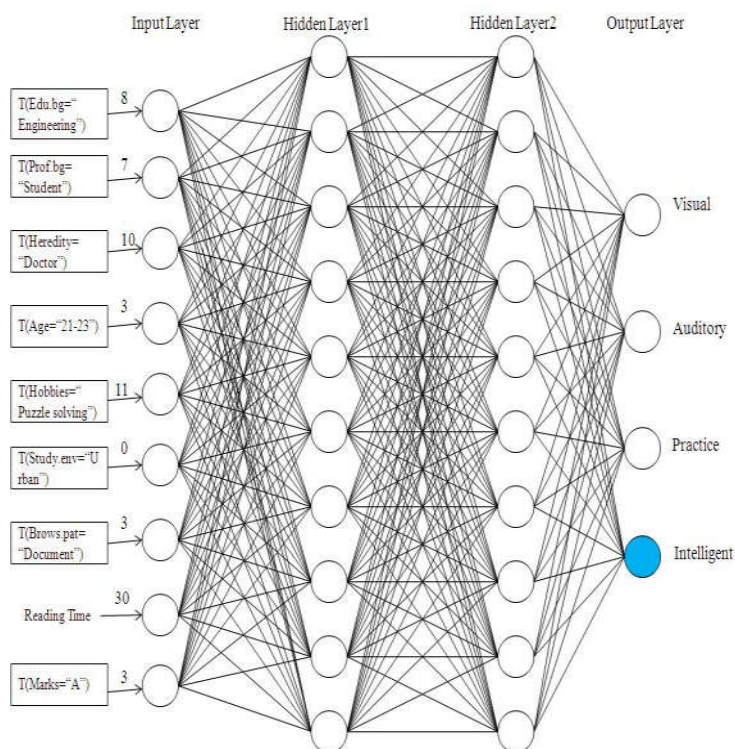 Input Layer
Hidden Layer1
Hidden Layer2
Output Layer
T(Edu.bg=“
Engineering”)
8
T(Prof.bg=
“Student”)
7
T(Heredity=
“Doctor”)
10
T(Age=“21-23”)
3
T(Hobbies=“
Puzzle solving”)
11
T(Study.env=“U
rban”)
0
T(Brows.pat=
“Document”)
3
Reading Time
30
T(Marks=“A”)
3
Visual
Auditory
Practice
Intelligent